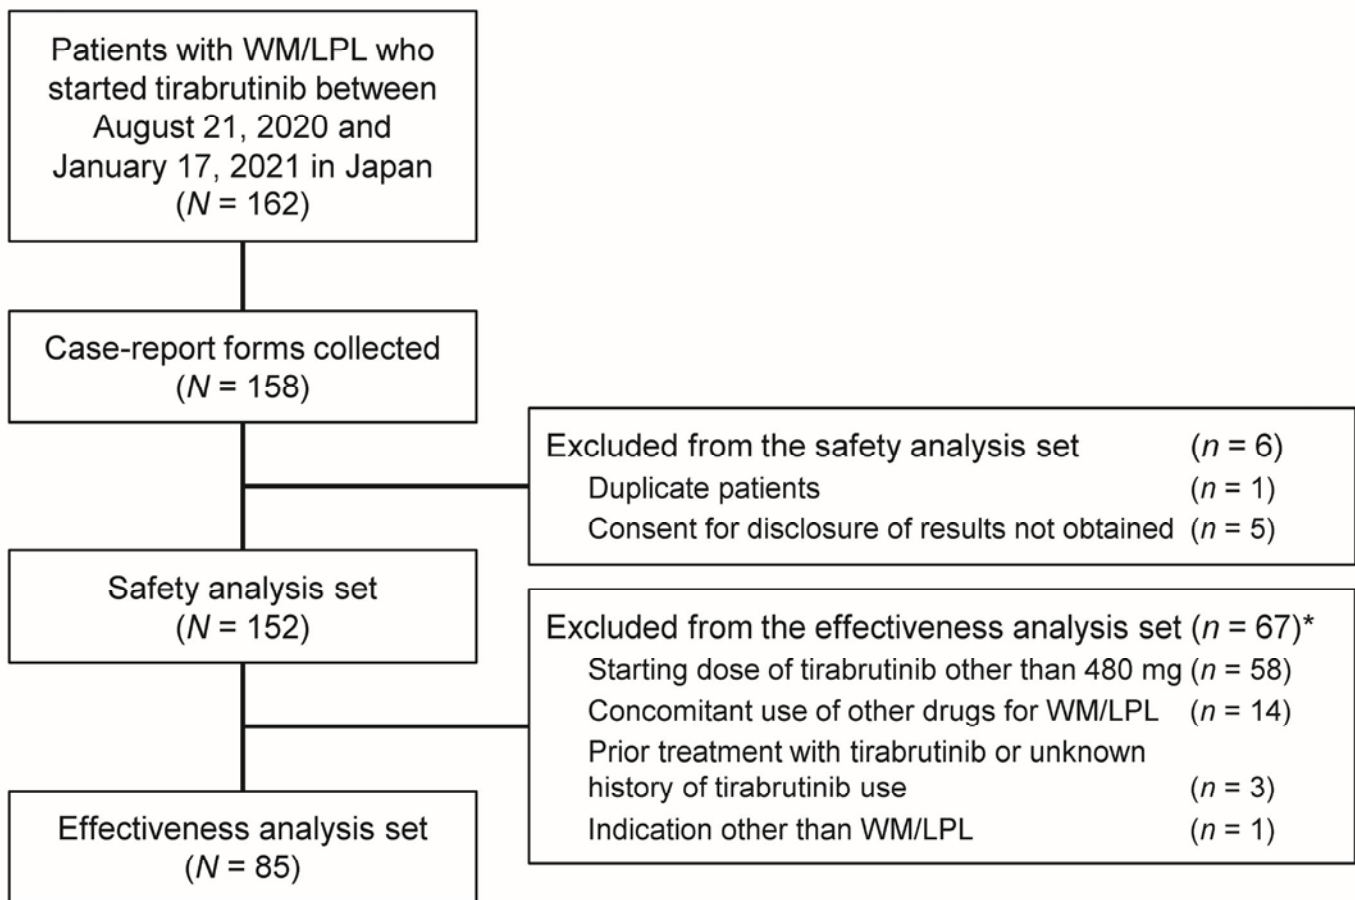 Patients with WM/LPL who
started tirabrutinib between
August 21, 2020 and
January 17, 2021 in Japan
(N = 162)
Case-report forms collected
(N = 158)
Excluded from the safety analysis set (n = 6)
Duplicate patients (n = 1)
Consent for disclosure of results not obtained (n = 5)
Safety analysis set
(N = 152)
Excluded from the effectiveness analysis set (n = 67)*
Starting dose of tirabrutinib other than 480 mg (n = 58)
Concomitant use of other drugs for WM/LPL (n = 14)
Prior treatment with tirabrutinib or unknown
history of tirabrutinib use (n = 3)
Indication other than WM/LPL (n = 1)
Effectiveness analysis set
(N = 85)